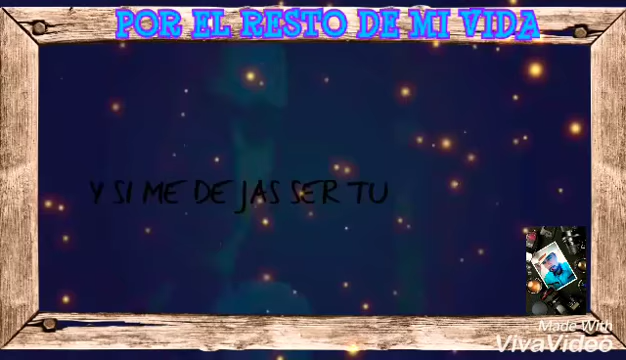 POR EL RESTO DE MI VIDA
Y SI ME DE JAS SER TU
Made With
VivaVideo